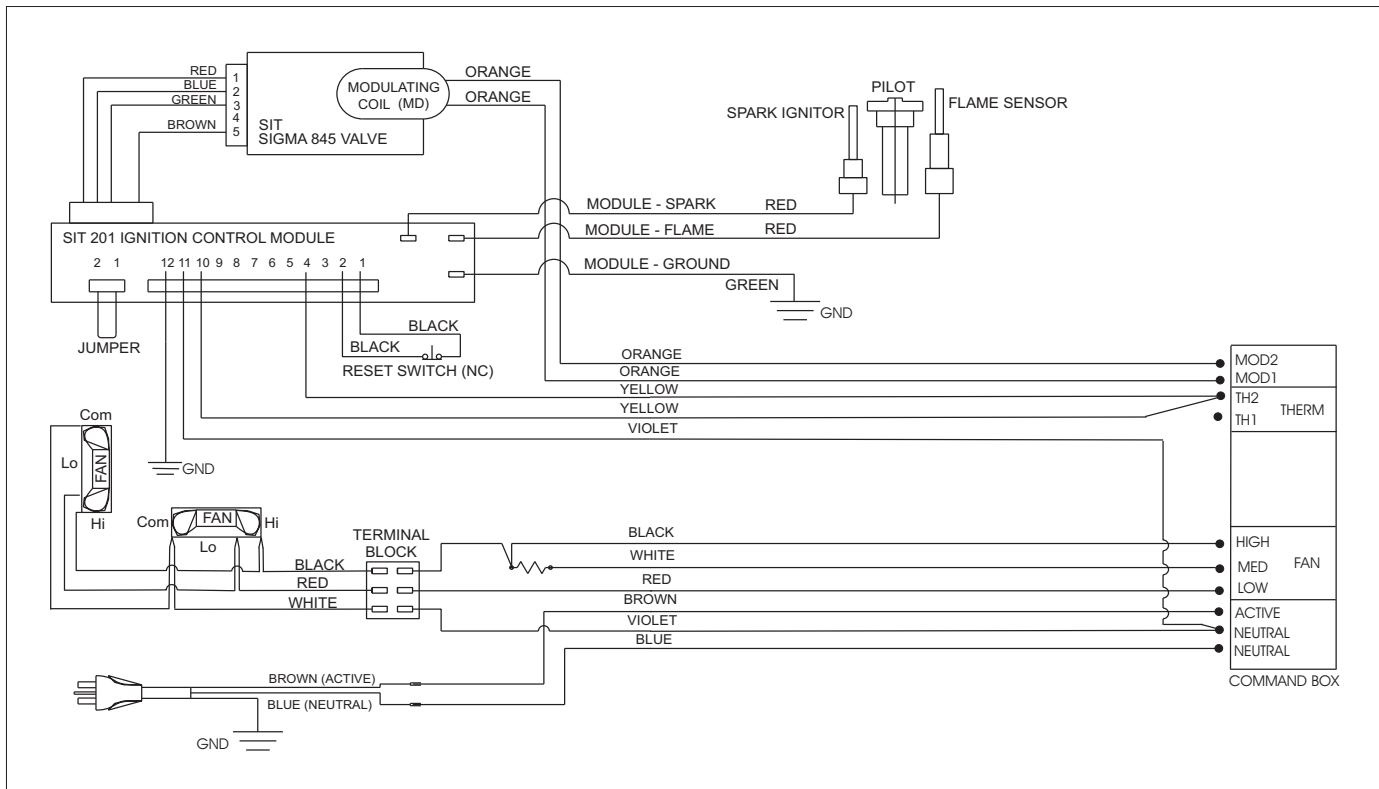 RED
BLUE
GREEN
BROWN
1
2
3
4
5
SIT
SIGMA 845 VALVE
MODULATING
COIL (MD)
ORANGE
ORANGE
SPARK IGNITOR
PILOT
FLAME SENSOR
MODULE - SPARK RED
MODULE - FLAME RED
MODULE - GROUND
GREEN
GND
SIT 201 IGNITION CONTROL MODULE
2 1 12 11 10 9 8 7 6 5 4 3 2 1
JUMPER
BLACK
BLACK
RESET SWITCH (NC)
ORANGE
ORANGE
YELLOW
YELLOW
VIOLET
MOD2
MOD1
TH2
THERM
TH1
GND
Com
Lo
FAN
Hi
Com
FAN
Hi
Lo
TERMINAL
BLOCK
BLACK
RED
WHITE
BLACK
WHITE
RED
BROWN
VIOLET
BLUE
HIGH
MED
FAN
LOW
ACTIVE
NEUTRAL
NEUTRAL
COMMAND BOX
BROWN (ACTIVE)
BLUE (NEUTRAL)
GND